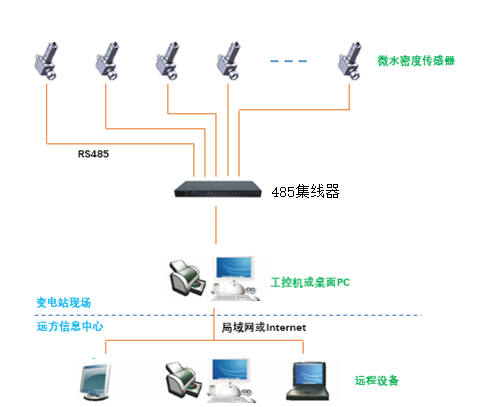 微水密度传感器
RS485
485集线器
工控机或桌面PC
变电站现场
远方信息中心
局域网或Internet
远程设备